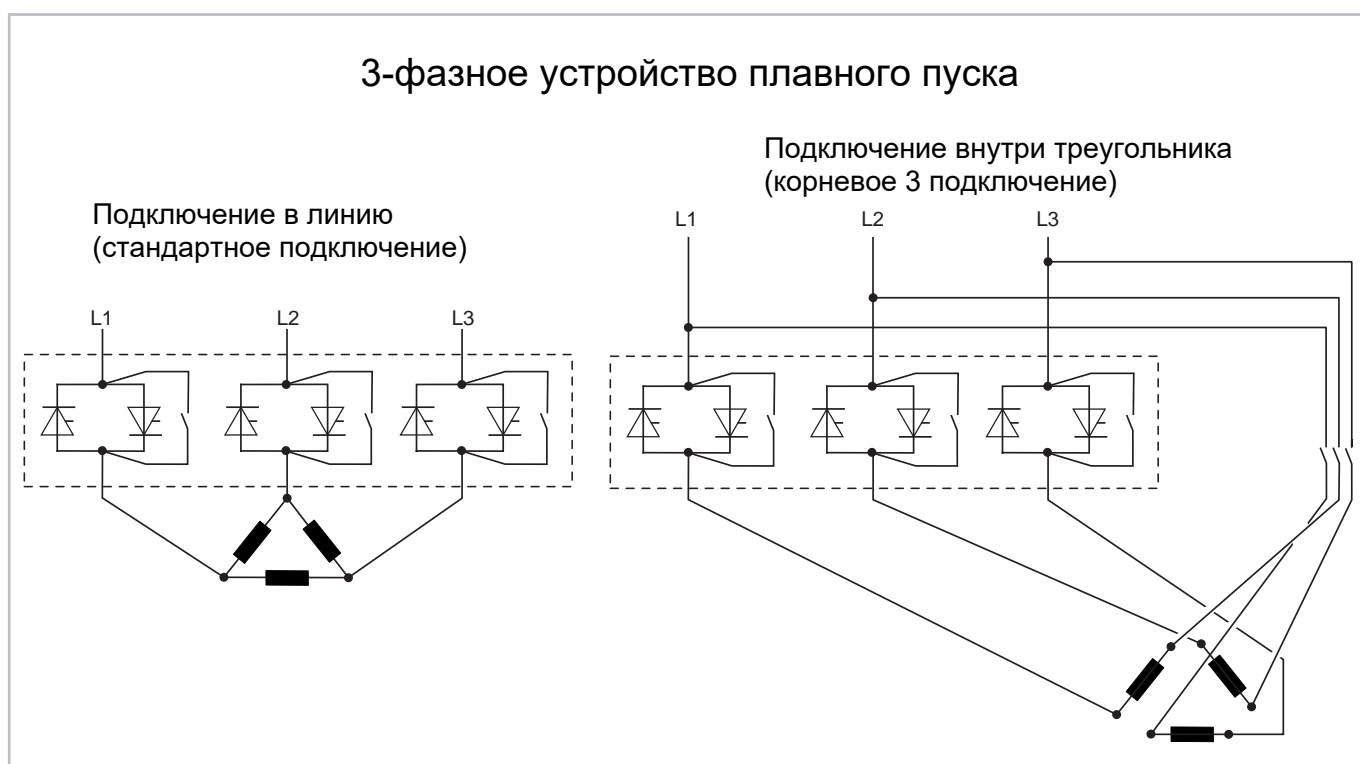 3-фазное устройство плавного пуска
Подключение внутри треугольника
(корневое 3 подключение)
Подключение в линию
(стандартное подключение)
L1 L2 L3
L1 L2 L3